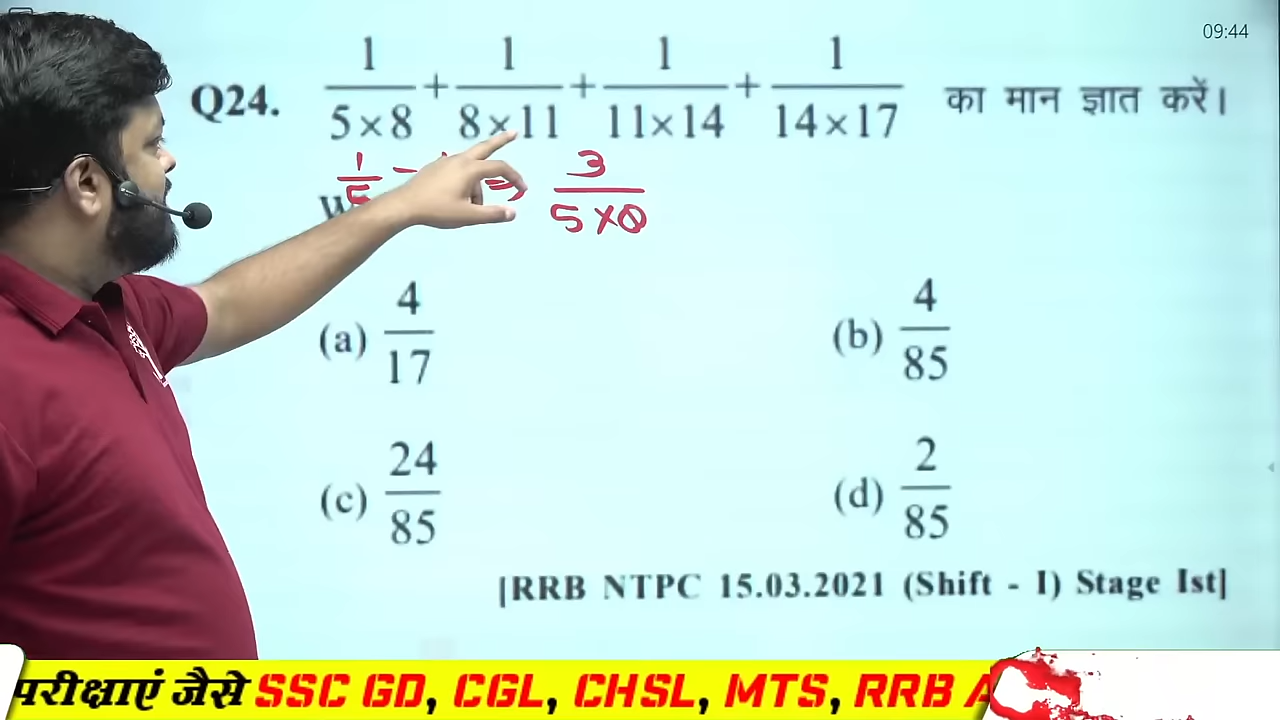 09:44
Q24. 1/5×8 + 1/8×11 + 1/11×14 + 1/14×17 का मान ज्ञात करें।
1/5 − ⇒ 3/5×8
(a) 4/17 (b) 4/85
(c) 24/85 (d) 2/85
[RRB NTPC 15.03.2021 (Shift - I) Stage Ist]
परीक्षाएं जैसे SSC GD, CGL, CHSL, MTS, RRB A